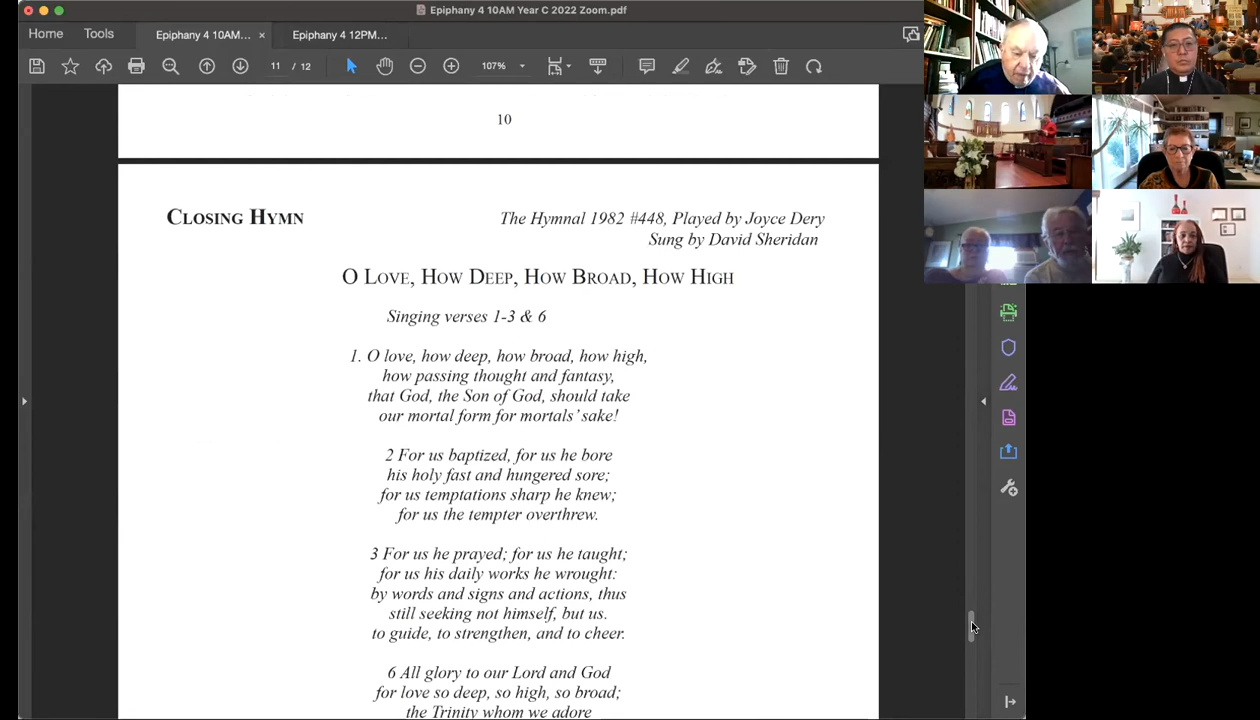 Epiphany 4 10AM Year C 2022 Zoom.pdf
Home
Tools
Epiphany 4 10AM...
×
Epiphany 4 12PM...
11 / 12
107%
10
CLOSING HYMN
The Hymnal 1982 #448, Played by Joyce Dery
Sung by David Sheridan
O LOVE, HOW DEEP, HOW BROAD, HOW HIGH
Singing verses 1-3 & 6
1. O love, how deep, how broad, how high,
how passing thought and fantasy,
that God, the Son of God, should take
our mortal form for mortals' sake!
2 For us baptized, for us he bore
his holy fast and hungered sore;
for us temptations sharp he knew;
for us the tempter overthrew.
3 For us he prayed; for us he taught;
for us his daily works he wrought:
by words and signs and actions, thus
still seeking not himself, but us.
to guide, to strengthen, and to cheer.
6 All glory to our Lord and God
for love so deep, so high, so broad;
the Trinity whom we adore